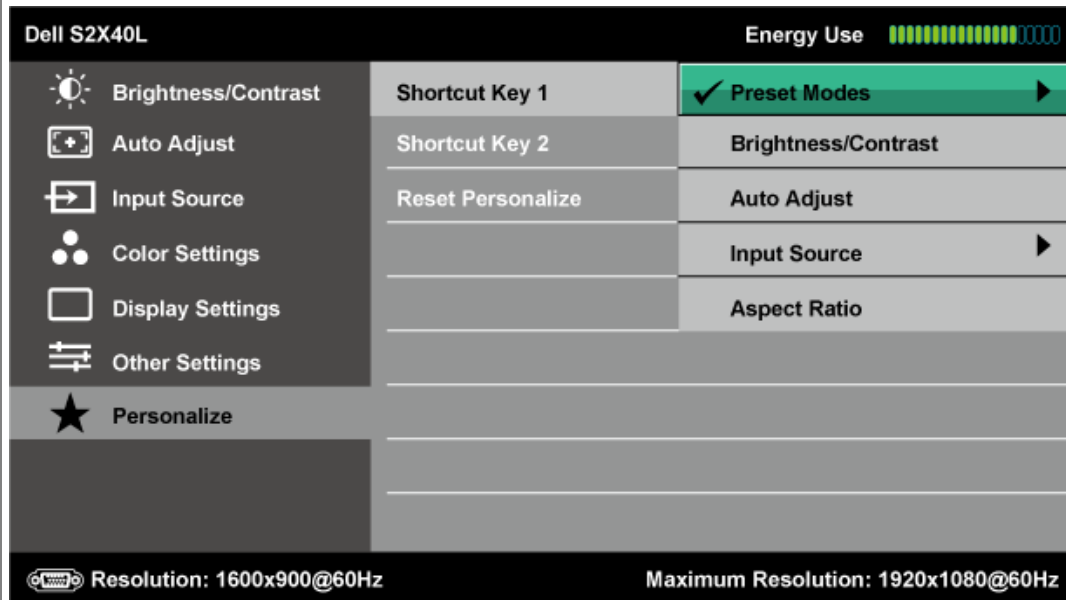 Dell S2X40L
Energy Use
Brightness/Contrast
Auto Adjust
Input Source
Color Settings
Display Settings
Other Settings
Personalize
Shortcut Key 1
Shortcut Key 2
Reset Personalize
Preset Modes
Brightness/Contrast
Auto Adjust
Input Source
Aspect Ratio
Resolution: 1600x900@60Hz
Maximum Resolution: 1920x1080@60Hz